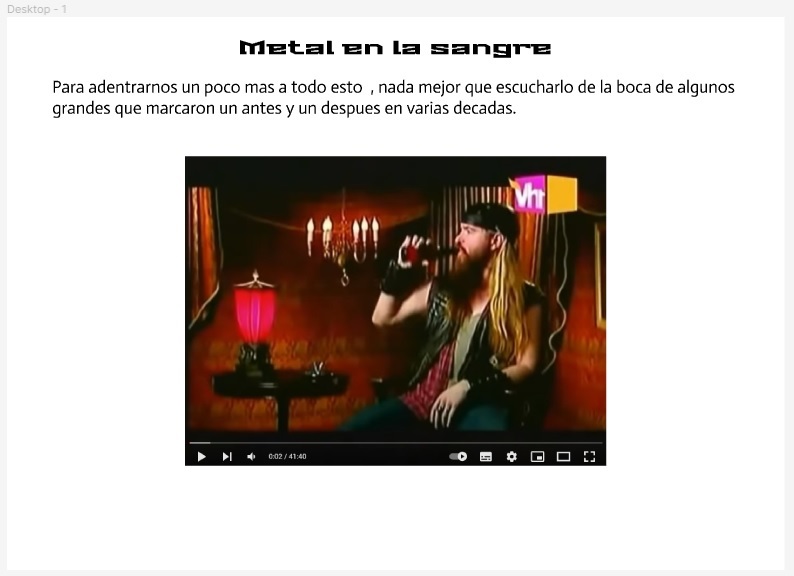 Desktop - 1
Metal en la sangre
Para adentrarnos un poco mas a todo esto  , nada mejor que escucharlo de la boca de algunos
grandes que marcaron un antes y un despues en varias decadas.
vh1
0:02 / 41:40